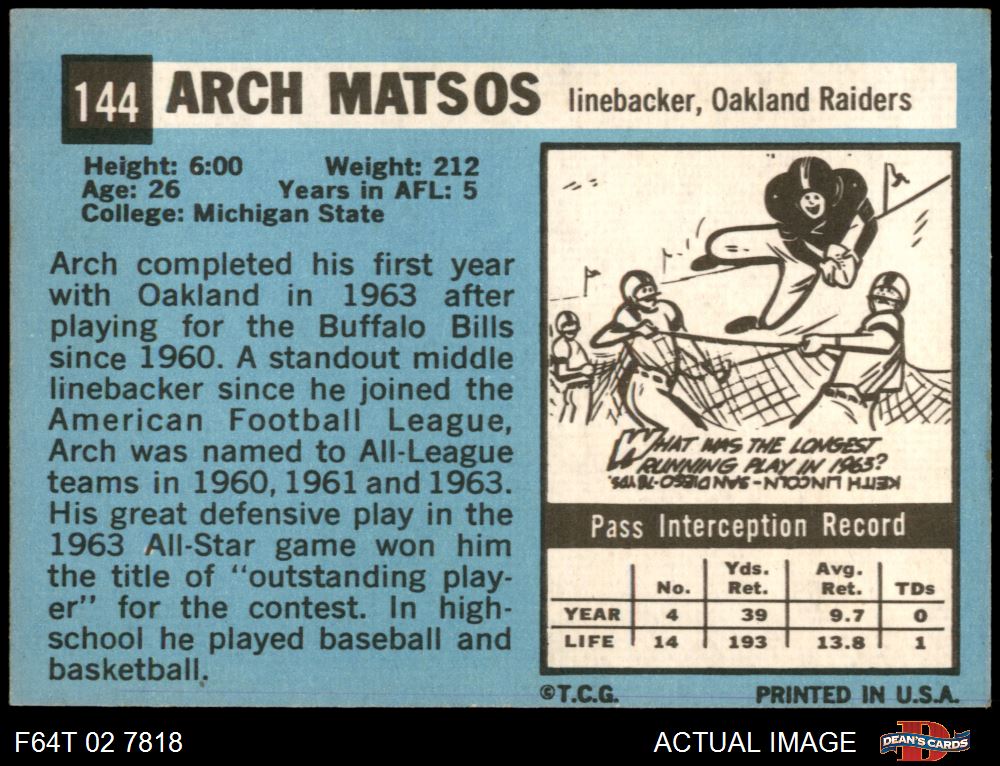 144 ARCH MATSOS linebacker, Oakland Raiders
Height: 6:00 Weight: 212
Age: 26 Years in AFL: 5
College: Michigan State
Arch completed his first year
with Oakland in 1963 after
playing for the Buffalo Bills
since 1960. A standout middle
linebacker since he joined the
American Football League,
Arch was named to All-League
teams in 1960, 1961 and 1963.
His great defensive play in the
1963 All-Star game won him
the title of "outstanding play-
er" for the contest. In high-
school he played baseball and
basketball.
WHAT WAS THE LONGEST
RUNNING PLAY IN 1963?
KEITH LINCOLN - SAN DIEGO - 76 YDS.
Pass Interception Record
No. Yds. Ret. Avg. Ret. TDs
YEAR 4 39 9.7 0
LIFE 14 193 13.8 1
©T.C.G. PRINTED IN U.S.A.
F64T 02 7818 ACTUAL IMAGE DEAN'S CARDS